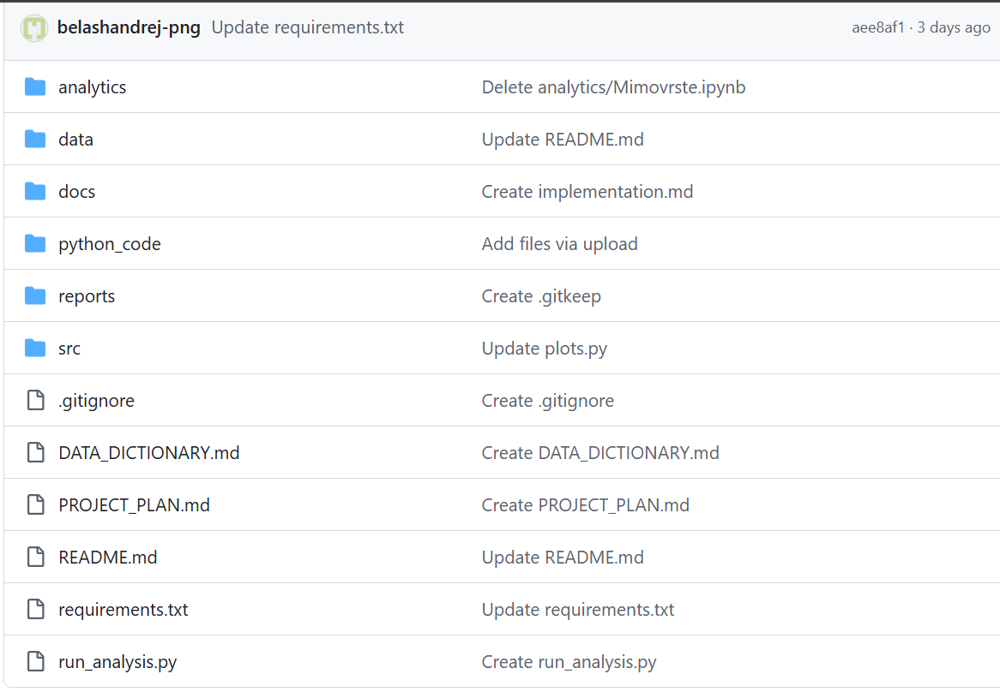 belashandrej-png Update requirements.txt aee8af1 · 3 days ago
analytics Delete analytics/Mimovrste.ipynb
data Update README.md
docs Create implementation.md
python_code Add files via upload
reports Create .gitkeep
src Update plots.py
.gitignore Create .gitignore
DATA_DICTIONARY.md Create DATA_DICTIONARY.md
PROJECT_PLAN.md Create PROJECT_PLAN.md
README.md Update README.md
requirements.txt Update requirements.txt
run_analysis.py Create run_analysis.py